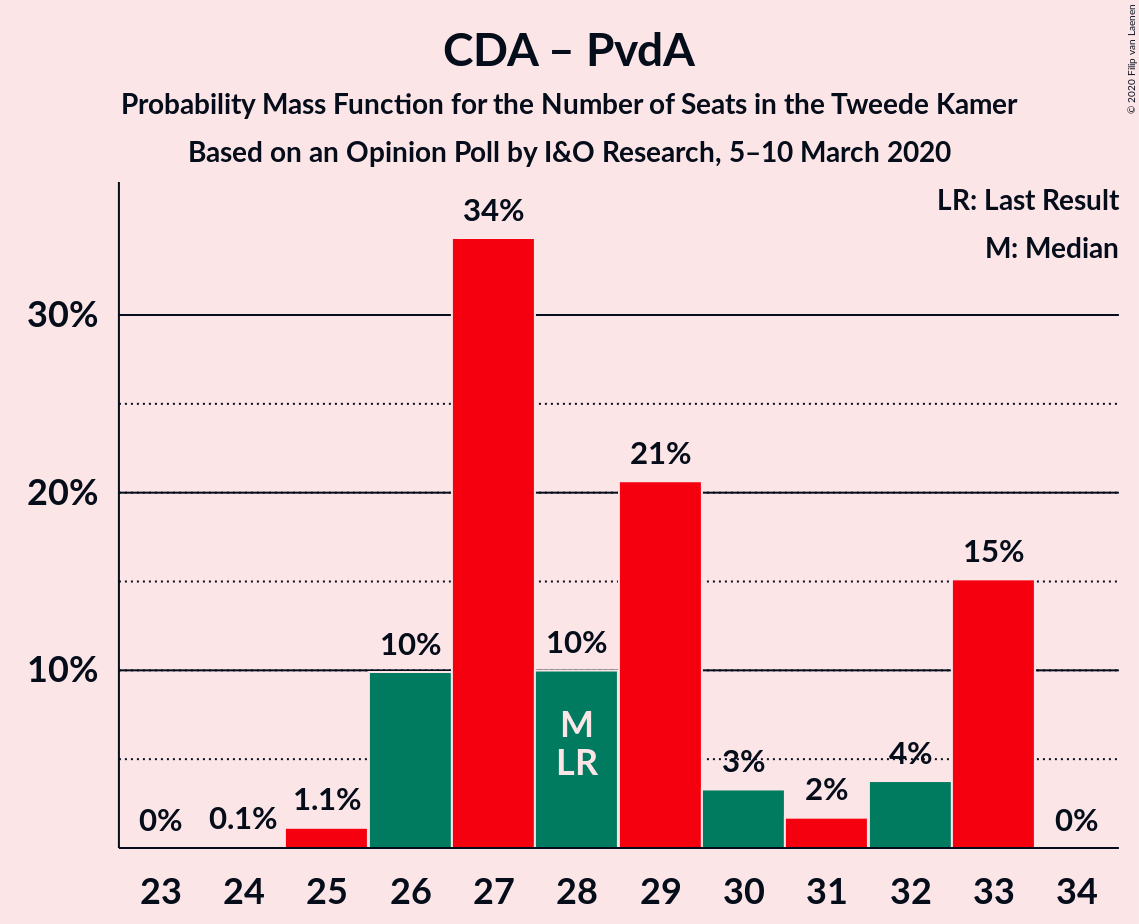 CDA – PvdA
Probability Mass Function for the Number of Seats in the Tweede Kamer
Based on an Opinion Poll by I&O Research, 5–10 March 2020
© 2020 Filip van Laenen
LR: Last Result
M: Median
34%
30%
21%
20%
15%
10%
10%
10%
M
LR
3%
4%
2%
1.1%
0.1%
0%
0%
23 24 25 26 27 28 29 30 31 32 33 34